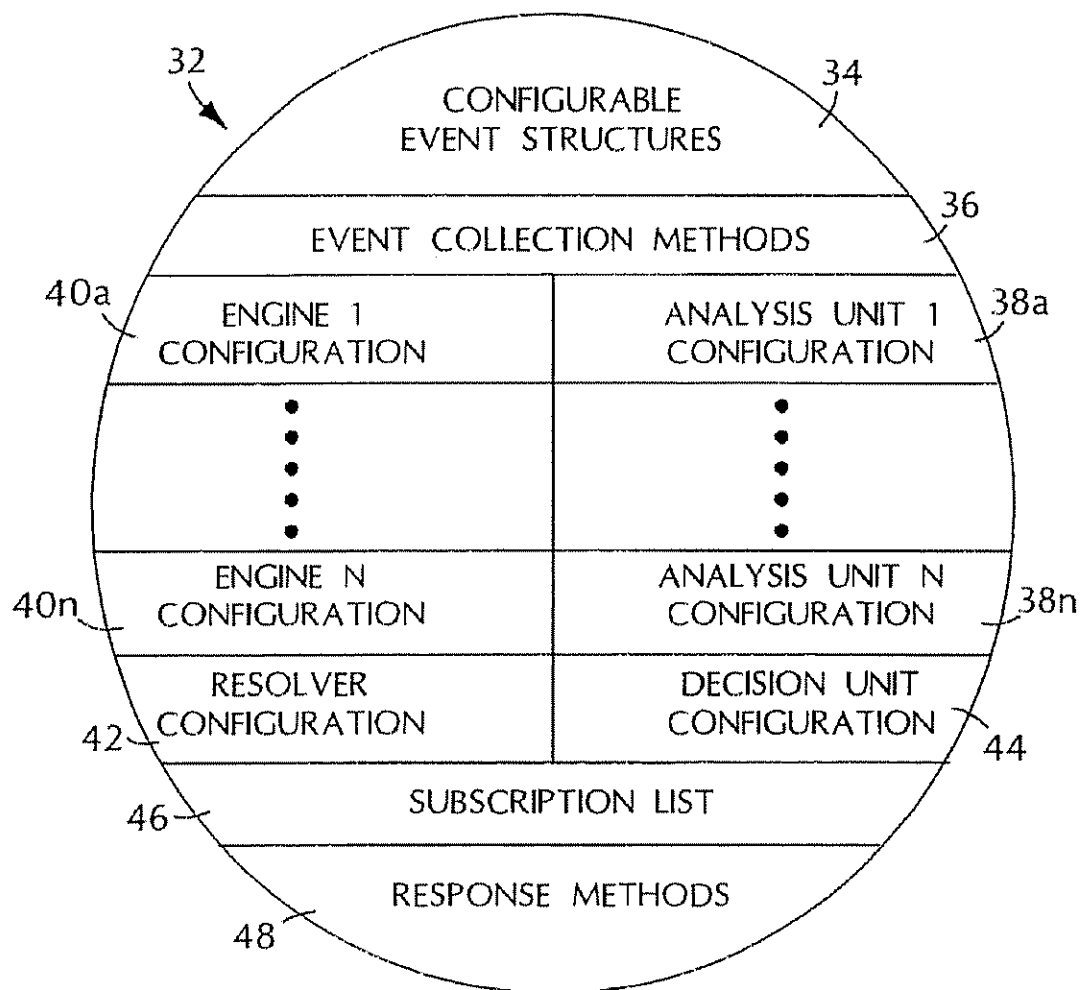 32
34
CONFIGURABLE
EVENT STRUCTURES
36
EVENT COLLECTION METHODS
40a
ENGINE 1
CONFIGURATION
ANALYSIS UNIT 1
CONFIGURATION
38a
40n
ENGINE N
CONFIGURATION
ANALYSIS UNIT N
CONFIGURATION
38n
42
RESOLVER
CONFIGURATION
DECISION UNIT
CONFIGURATION
44
46
SUBSCRIPTION LIST
48
RESPONSE METHODS